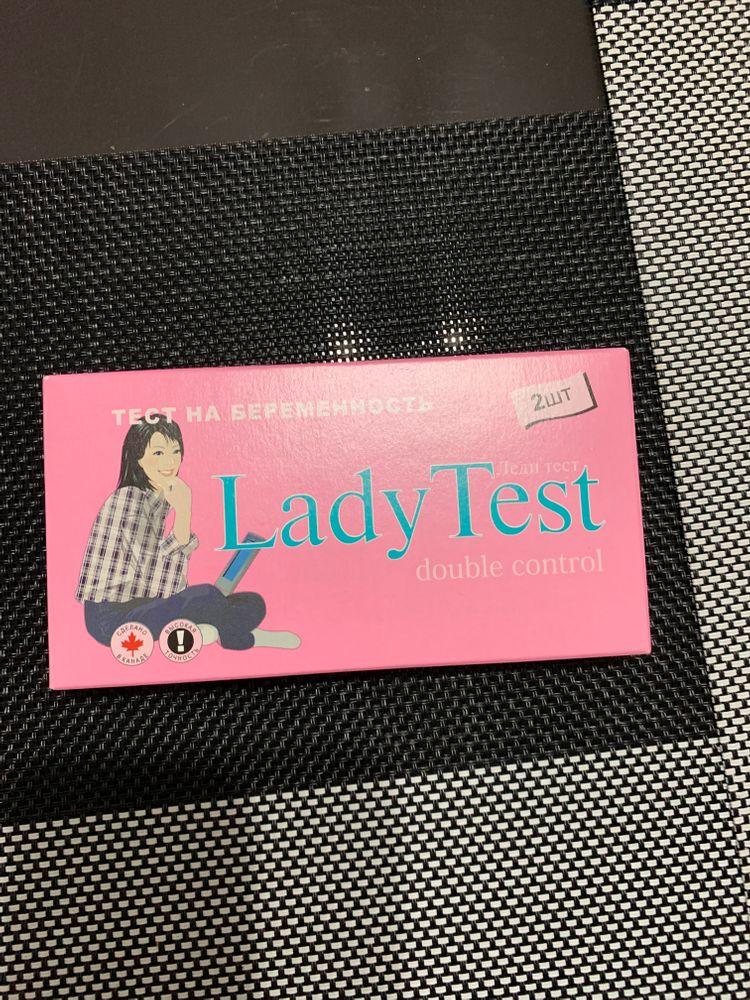 ТЕСТ НА БЕРЕМЕННОСТЬ
2ШТ
Леди тест
LadyTest
double control
СДЕЛАНО
В КАНАДЕ
ВЫСОКАЯ
!
ТОЧНОСТЬ